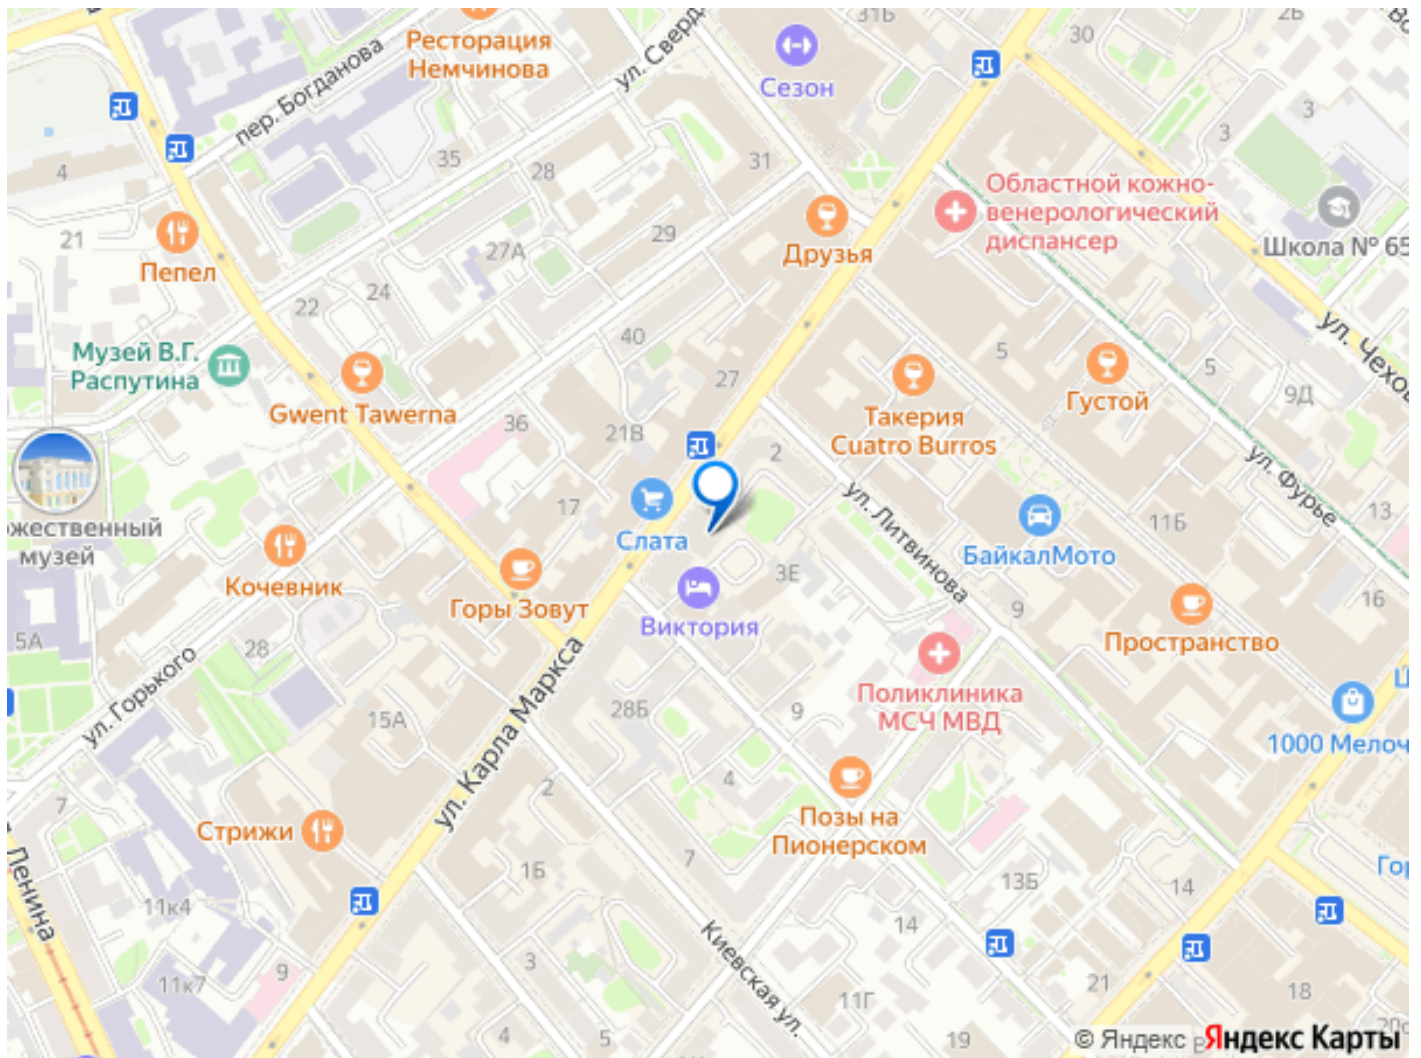 31Б
2Б
30
Ресторация
Немчинова
ул. Сверд
Сезон
пер. Богданова
3
3
4
35
28
31
Областной кожно-
венерологический
диспансер
Школа № 65
21
Пепел
27А
29
Друзья
22
24
40
ул. Чехов
Музей В.Г.
Распутина
Gwent Tawerna
27
5
5
9Д
Такерия
Cuatro Burros
Густой
36
21В
2
ул. Фурье
ожественный
музей
17
Слата
ул. Литвинова
БайкалМото
11Б
13
Кочевник
Горы Зовут
3Е
Виктория
9
16
Пространство
5А
28
ул. Горького
15А
28Б
9
Поликлиника
МСЧ МВД
1000 Мелоч
ул. Карла Маркса
7
2
4
Стрижи
Позы на
Пионерском
Ленина
1Б
7
13Б
14
Гор
11к4
14
Киевская ул.
11к7
9
3
11Г
21
18
4
5
19
© Яндекс
Яндекс Карты